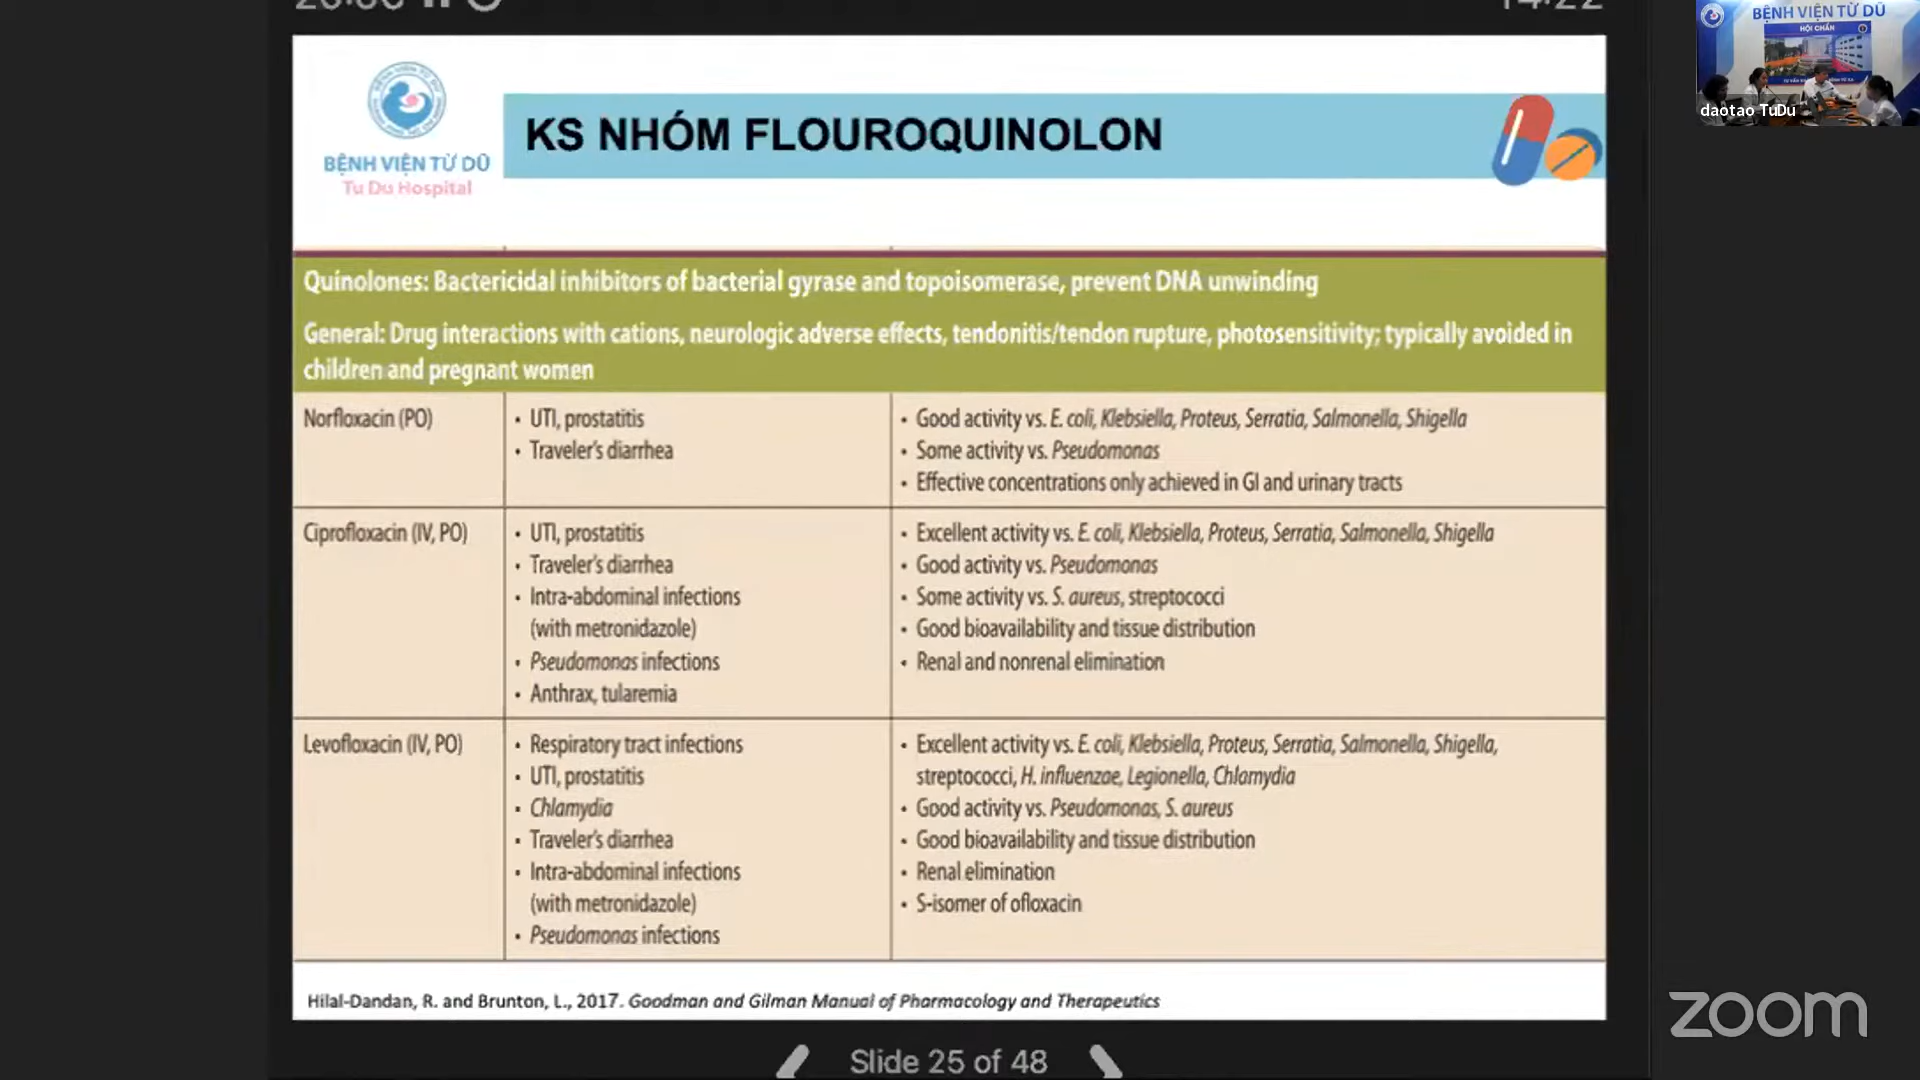 14:22
BỆNH VIỆN TỪ DŨ
HỘI CHẨN
daotao TuDu
BỆNH VIỆN TỪ DŨ
Tu Du Hospital
KS NHÓM FLOUROQUINOLON
Quinolones: Bactericidal inhibitors of bacterial gyrase and topoisomerase, prevent DNA unwinding
General: Drug interactions with cations, neurologic adverse effects, tendonitis/tendon rupture, photosensitivity; typically avoided in
children and pregnant women
Norfloxacin (PO)
• UTI, prostatitis
• Traveler's diarrhea
• Good activity vs. E. coli, Klebsiella, Proteus, Serratia, Salmonella, Shigella
• Some activity vs. Pseudomonas
• Effective concentrations only achieved in GI and urinary tracts
Ciprofloxacin (IV, PO)
• UTI, prostatitis
• Traveler's diarrhea
• Intra-abdominal infections
(with metronidazole)
• Pseudomonas infections
• Anthrax, tularemia
• Excellent activity vs. E. coli, Klebsiella, Proteus, Serratia, Salmonella, Shigella
• Good activity vs. Pseudomonas
• Some activity vs. S. aureus, streptococci
• Good bioavailability and tissue distribution
• Renal and nonrenal elimination
Levofloxacin (IV, PO)
• Respiratory tract infections
• UTI, prostatitis
• Chlamydia
• Traveler's diarrhea
• Intra-abdominal infections
(with metronidazole)
• Pseudomonas infections
• Excellent activity vs. E. coli, Klebsiella, Proteus, Serratia, Salmonella, Shigella,
streptococci, H. influenzae, Legionella, Chlamydia
• Good activity vs. Pseudomonas, S. aureus
• Good bioavailability and tissue distribution
• Renal elimination
• S-isomer of ofloxacin
Hilal-Dandan, R. and Brunton, L., 2017. Goodman and Gilman Manual of Pharmacology and Therapeutics
Slide 25 of 48
zoom